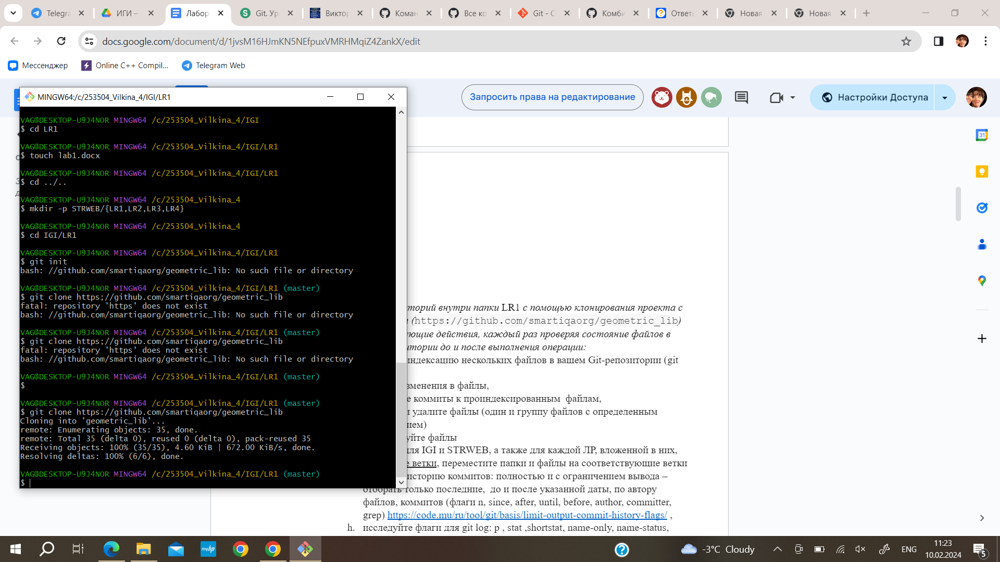 Telegra
ИГИ –
Лабор
Git. Ур
Виктор
Коман
Все ко
Git - С
Комби
Ответы
Новая
Новая
docs.google.com/document/d/1jvsM16HJmKN5NEfpuxVMRHMqiZ4ZankX/edit
Мессенджер
Online C++ Compil...
Telegram Web
MINGW64:/c/253504_Vilkina_4/IGI/LR1
Запросить права на редактирование
Настройки Доступа
VAG@DESKTOP-U9J4NOR MINGW64 /c/253504_Vilkina_4/IGI
$ cd LR1
VAG@DESKTOP-U9J4NOR MINGW64 /c/253504_Vilkina_4/IGI/LR1
$ touch lab1.docx
VAG@DESKTOP-U9J4NOR MINGW64 /c/253504_Vilkina_4/IGI/LR1
$ cd ../..
VAG@DESKTOP-U9J4NOR MINGW64 /c/253504_Vilkina_4
$ mkdir -p STRWEB/{LR1,LR2,LR3,LR4}
VAG@DESKTOP-U9J4NOR MINGW64 /c/253504_Vilkina_4
$ cd IGI/LR1
VAG@DESKTOP-U9J4NOR MINGW64 /c/253504_Vilkina_4/IGI/LR1
$ git init
bash: //github.com/smartiqaorg/geometric_lib: No such file or directory
VAG@DESKTOP-U9J4NOR MINGW64 /c/253504_Vilkina_4/IGI/LR1 (master)
$ git clone https;//github.com/smartiqaorg/geometric_lib
fatal: repository 'https' does not exist
bash: //github.com/smartiqaorg/geometric_lib: No such file or directory
VAG@DESKTOP-U9J4NOR MINGW64 /c/253504_Vilkina_4/IGI/LR1 (master)
$ git clone https;//github.com/smartiqaorg/geometric_lib
fatal: repository 'https' does not exist
bash: //github.com/smartiqaorg/geometric_lib: No such file or directory
VAG@DESKTOP-U9J4NOR MINGW64 /c/253504_Vilkina_4/IGI/LR1 (master)
$
VAG@DESKTOP-U9J4NOR MINGW64 /c/253504_Vilkina_4/IGI/LR1 (master)
$ git clone https://github.com/smartiqaorg/geometric_lib
Cloning into 'geometric_lib'...
remote: Enumerating objects: 35, done.
remote: Total 35 (delta 0), reused 0 (delta 0), pack-reused 35
Receiving objects: 100% (35/35), 4.60 KiB | 672.00 KiB/s, done.
Resolving deltas: 100% (6/6), done.
VAG@DESKTOP-U9J4NOR MINGW64 /c/253504_Vilkina_4/IGI/LR1 (master)
$
торий внутри папки LR1 с помощью клонирования проекта с
(https://github.com/smartiqaorg/geometric_lib)
ющие действия, каждый раз проверяя состояние файлов в
итории до и после выполнения операции:
индексацию нескольких файлов в вашем Git-репозитории (git
зменения в файлы,
е коммиты к проиндексированным файлам,
и удалите файлы (один и группу файлов с определенным
ием)
уйте файлы
для IGI и STRWEB, а также для каждой ЛР, вложенной в них,
е ветки, переместите папки и файлы на соответствующие ветки
историю коммитов: полностью и с ограничением вывода –
отобрать только последние, до и после указанной даты, по автору
файлов, коммитов (флаги n, since, after, until, before, author, committer,
grep) https://code.mu/ru/tool/git/basis/limit-output-commit-history-flags/ ,
h. исследуйте флаги для git log: p , stat ,shortstat, name-only, name-status,
31
myhp
-3°C Cloudy
ENG
11:23
10.02.2024
5